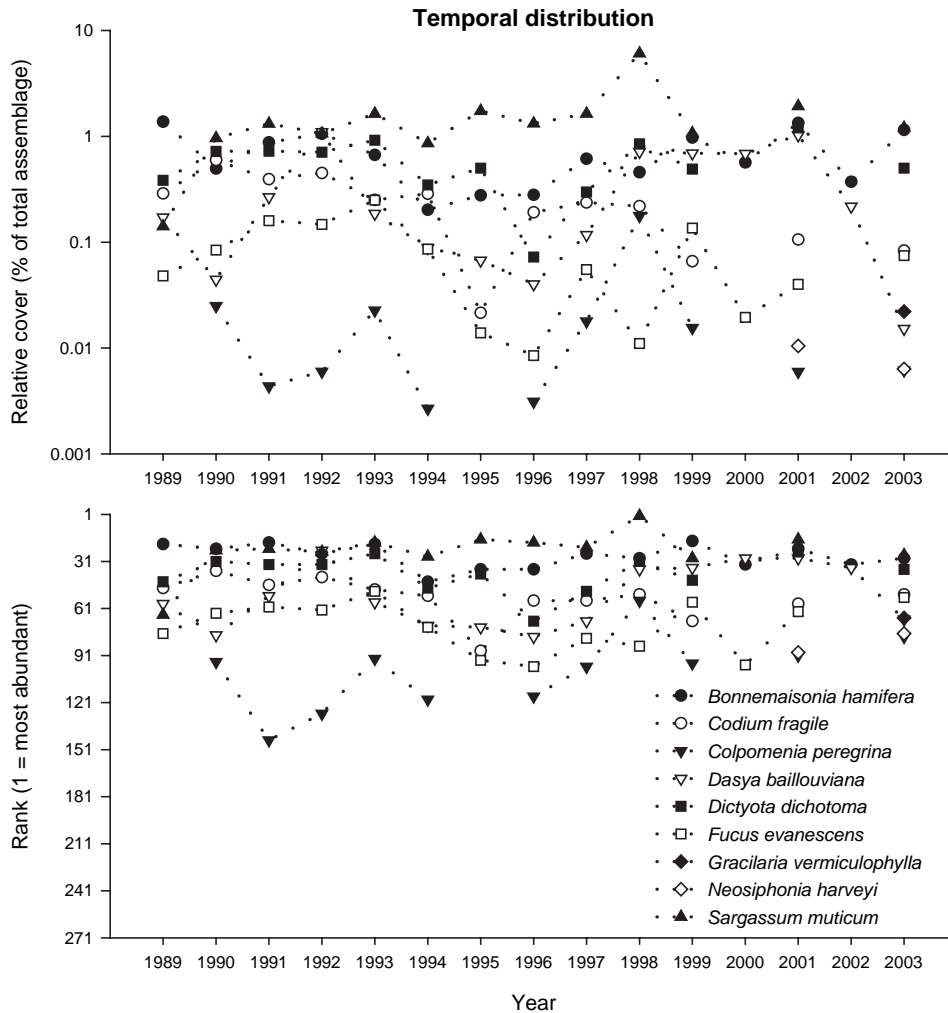 Temporal distribution
Relative cover (% of total assemblage)
10
1
0.1
0.01
0.001
1989 1990 1991 1992 1993 1994 1995 1996 1997 1998 1999 2000 2001 2002 2003
Rank (1 = most abundant)
1
31
61
91
121
151
181
211
241
271
Bonnemaisonia hamifera
Codium fragile
Colpomenia peregrina
Dasya baillouviana
Dictyota dichotoma
Fucus evanescens
Gracilaria vermiculophylla
Neosiphonia harveyi
Sargassum muticum
1989 1990 1991 1992 1993 1994 1995 1996 1997 1998 1999 2000 2001 2002 2003
Year